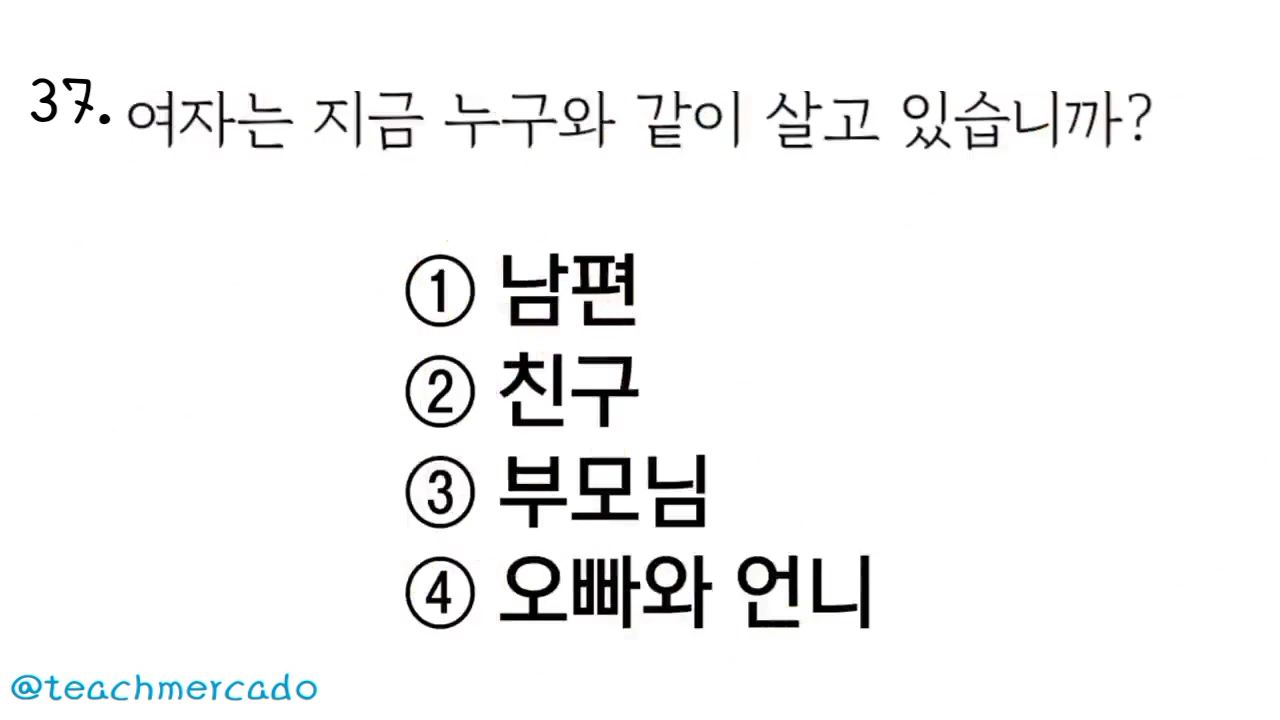 37. 여자는 지금 누구와 같이 살고 있습니까?
① 남편
② 친구
③ 부모님
④ 오빠와 언니
@teachmercado